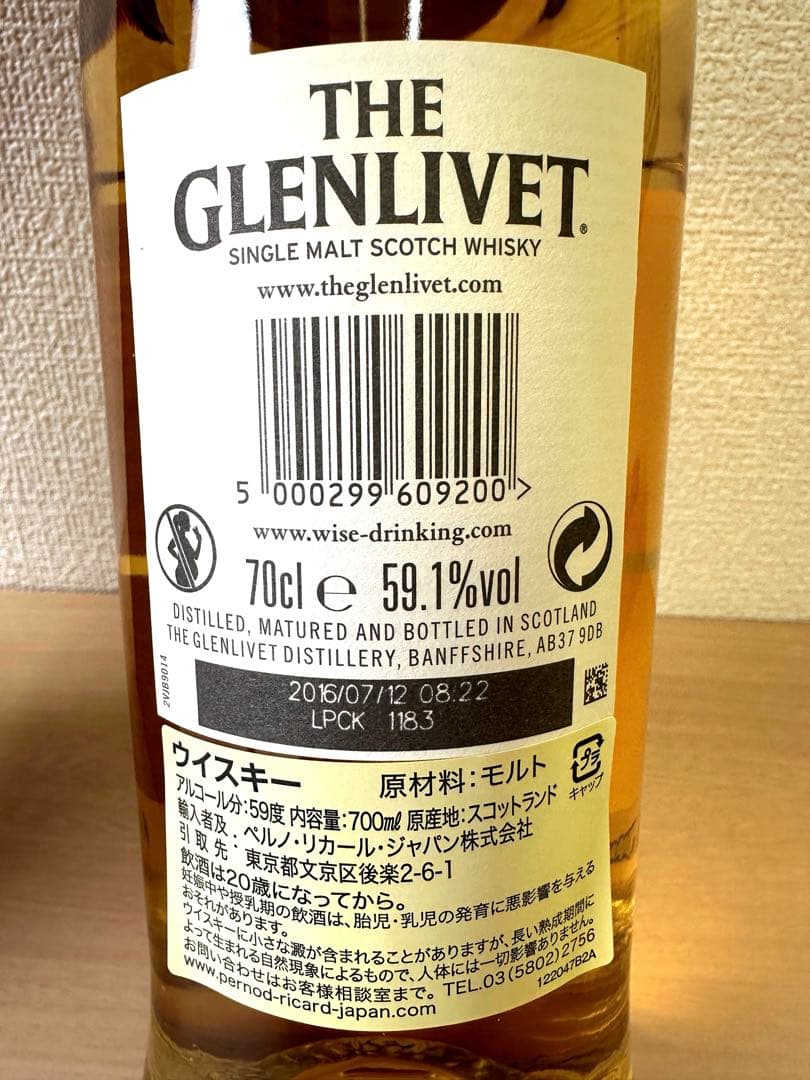 THE
GLENLIVET®
SINGLE MALT SCOTCH WHISKY
www.theglenlivet.com
5 000299 609200 >
www.wise-drinking.com
70cl e 59.1%vol
DISTILLED, MATURED AND BOTTLED IN SCOTLAND
THE GLENLIVET DISTILLERY, BANFFSHIRE, AB37 9DB
2VJB9014
2016/07/12 08:22
LPCK 1183
ウイスキー 原材料:モルト
プラ
キャップ
アルコール分:59度 内容量:700㎖ 原産地:スコットランド
輸入者及び引取先:ペルノ・リカール・ジャパン株式会社
東京都文京区後楽2-6-1
飲酒は20歳になってから。
妊娠中や授乳期の飲酒は、胎児・乳児の発育に悪影響を与える
おそれがあります。
ウイスキーに小さな澱が含まれることがありますが、長い熟成期間に
よって生まれる自然現象によるもので、人体には一切影響ありません。
お問い合わせはお客様相談室まで。 TEL.03(5802)2756
www.pernod-ricard-japan.com
122047B2A